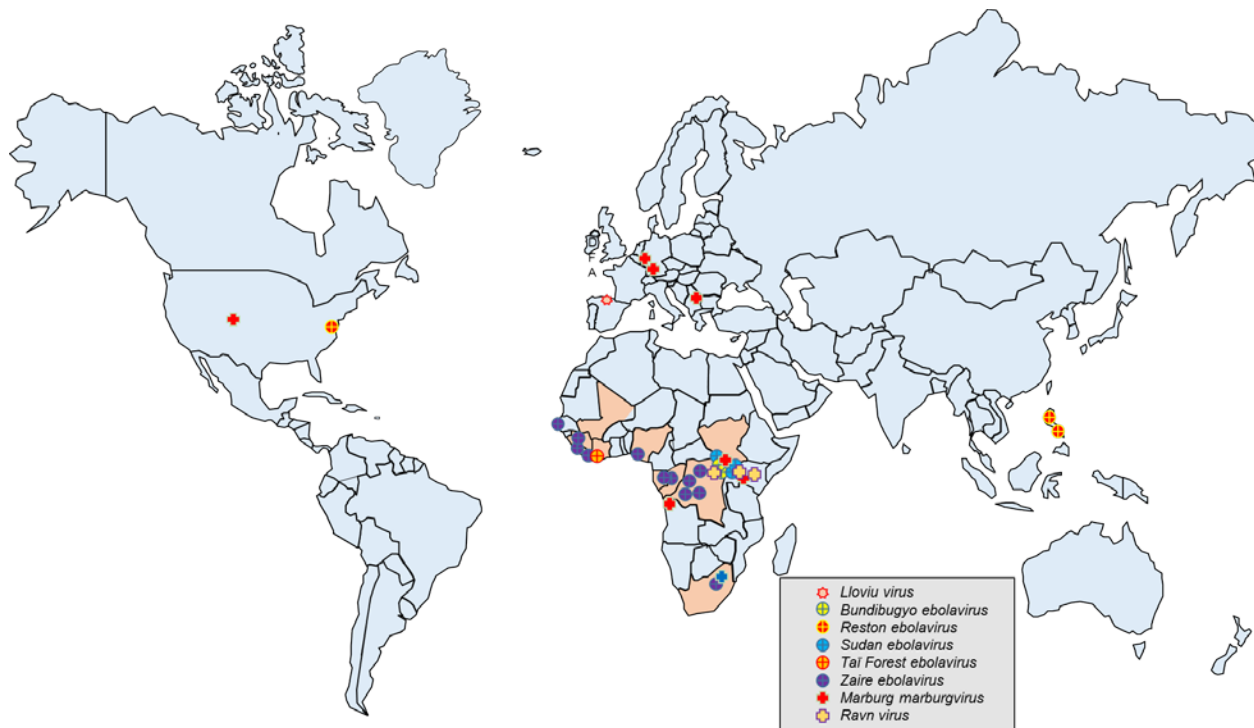 F
A
Lloviu virus
Bundibugyo ebolavirus
Reston ebolavirus
Sudan ebolavirus
Taï Forest ebolavirus
Zaire ebolavirus
Marburg marburgvirus
Ravn virus